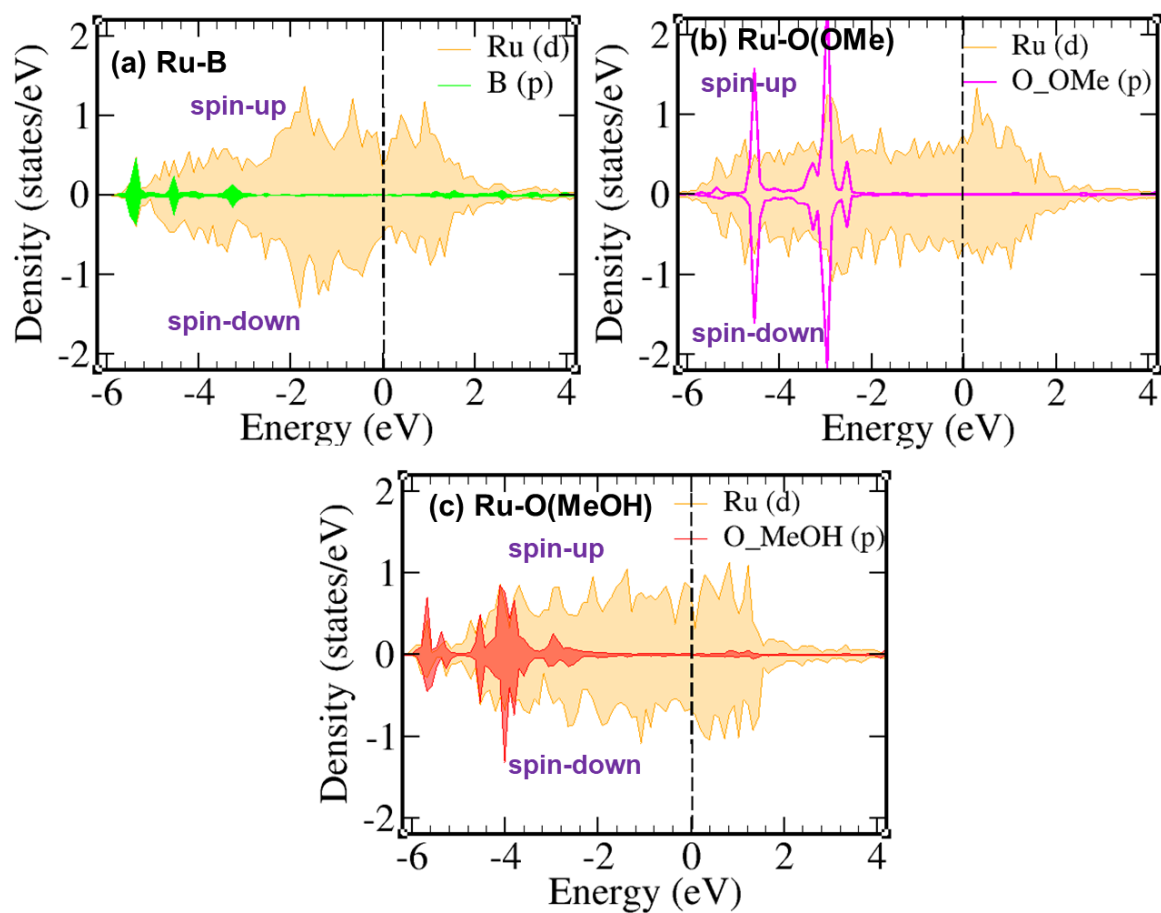 (a) Ru-B
Ru (d)
B (p)
spin-up
spin-down
Density (states/eV)
2
1
0
-1
-2
-6 -4 -2 0 2 4
Energy (eV)
(b) Ru-O(OMe)
Ru (d)
O_OMe (p)
spin-up
spin-down
Density (states/eV)
2
1
0
-1
-2
-6 -4 -2 0 2 4
Energy (eV)
(c) Ru-O(MeOH)
Ru (d)
O_MeOH (p)
spin-up
spin-down
Density (states/eV)
2
1
0
-1
-2
-6 -4 -2 0 2 4
Energy (eV)